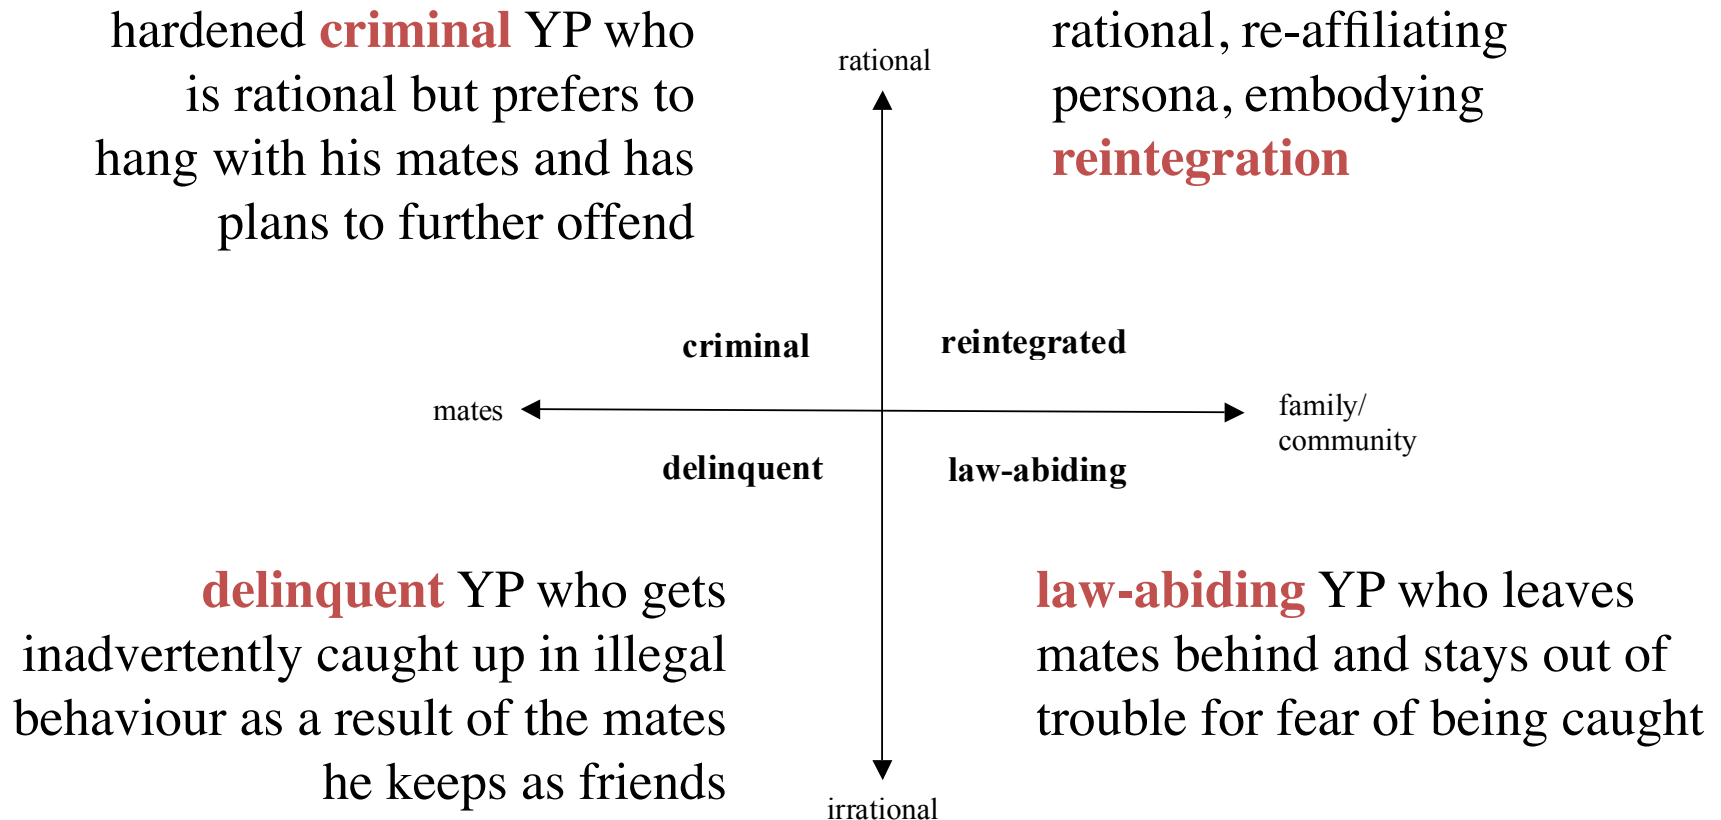 hardened criminal YP who
is rational but prefers to
hang with his mates and has
plans to further offend
rational
rational, re-affiliating
persona, embodying
reintegration
criminal
reintegrated
mates
family/
community
delinquent
law-abiding
delinquent YP who gets
inadvertently caught up in illegal
behaviour as a result of the mates
he keeps as friends
law-abiding YP who leaves
mates behind and stays out of
trouble for fear of being caught
irrational